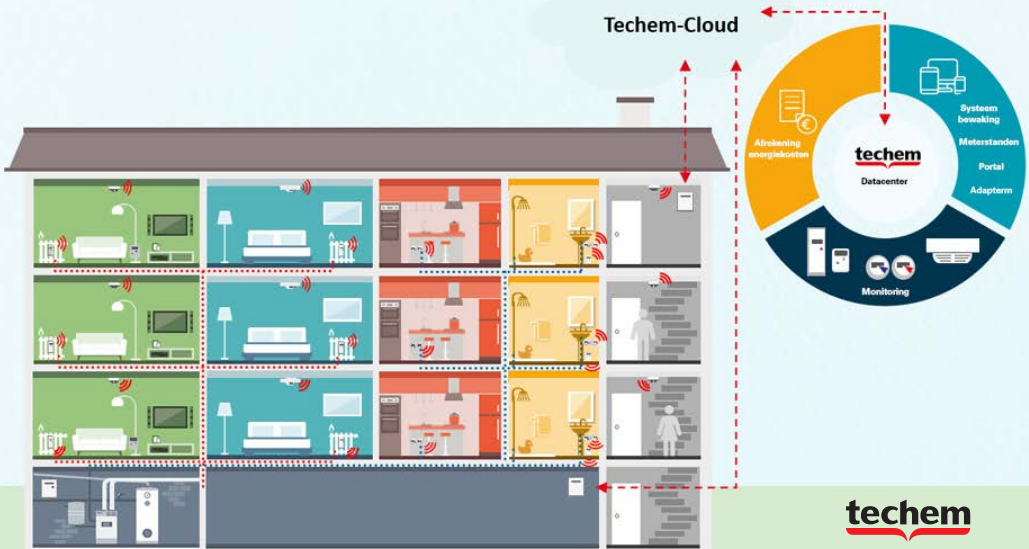 Techem-Cloud
Afrekening
energiekosten
Systeem
bewaking
Meterstanden
Portal
Adapterm
techem
Datacenter
Monitoring
techem